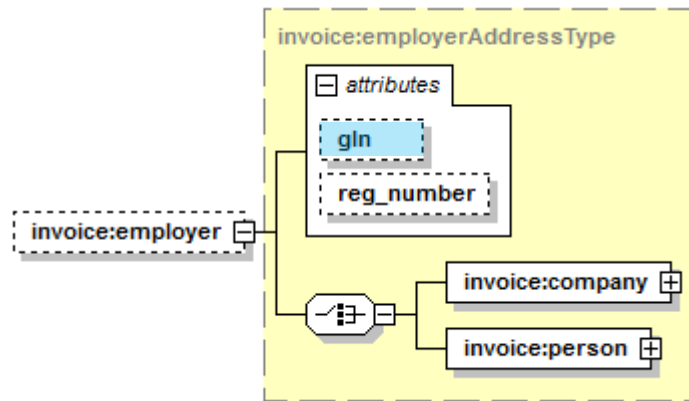 invoice:employerAddressType
attributes
gln
reg_number
invoice:employer
invoice:company
invoice:person